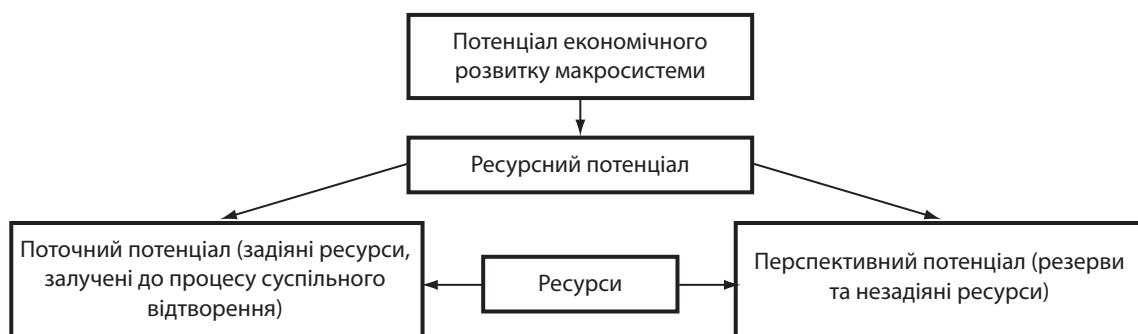 Потенціал економічного
розвитку макросистеми
Ресурсний потенціал
Поточний потенціал (задіяні ресурси,
залучені до процесу суспільного
відтворення)
Ресурси
Перспективний потенціал (резерви
та незадіяні ресурси)